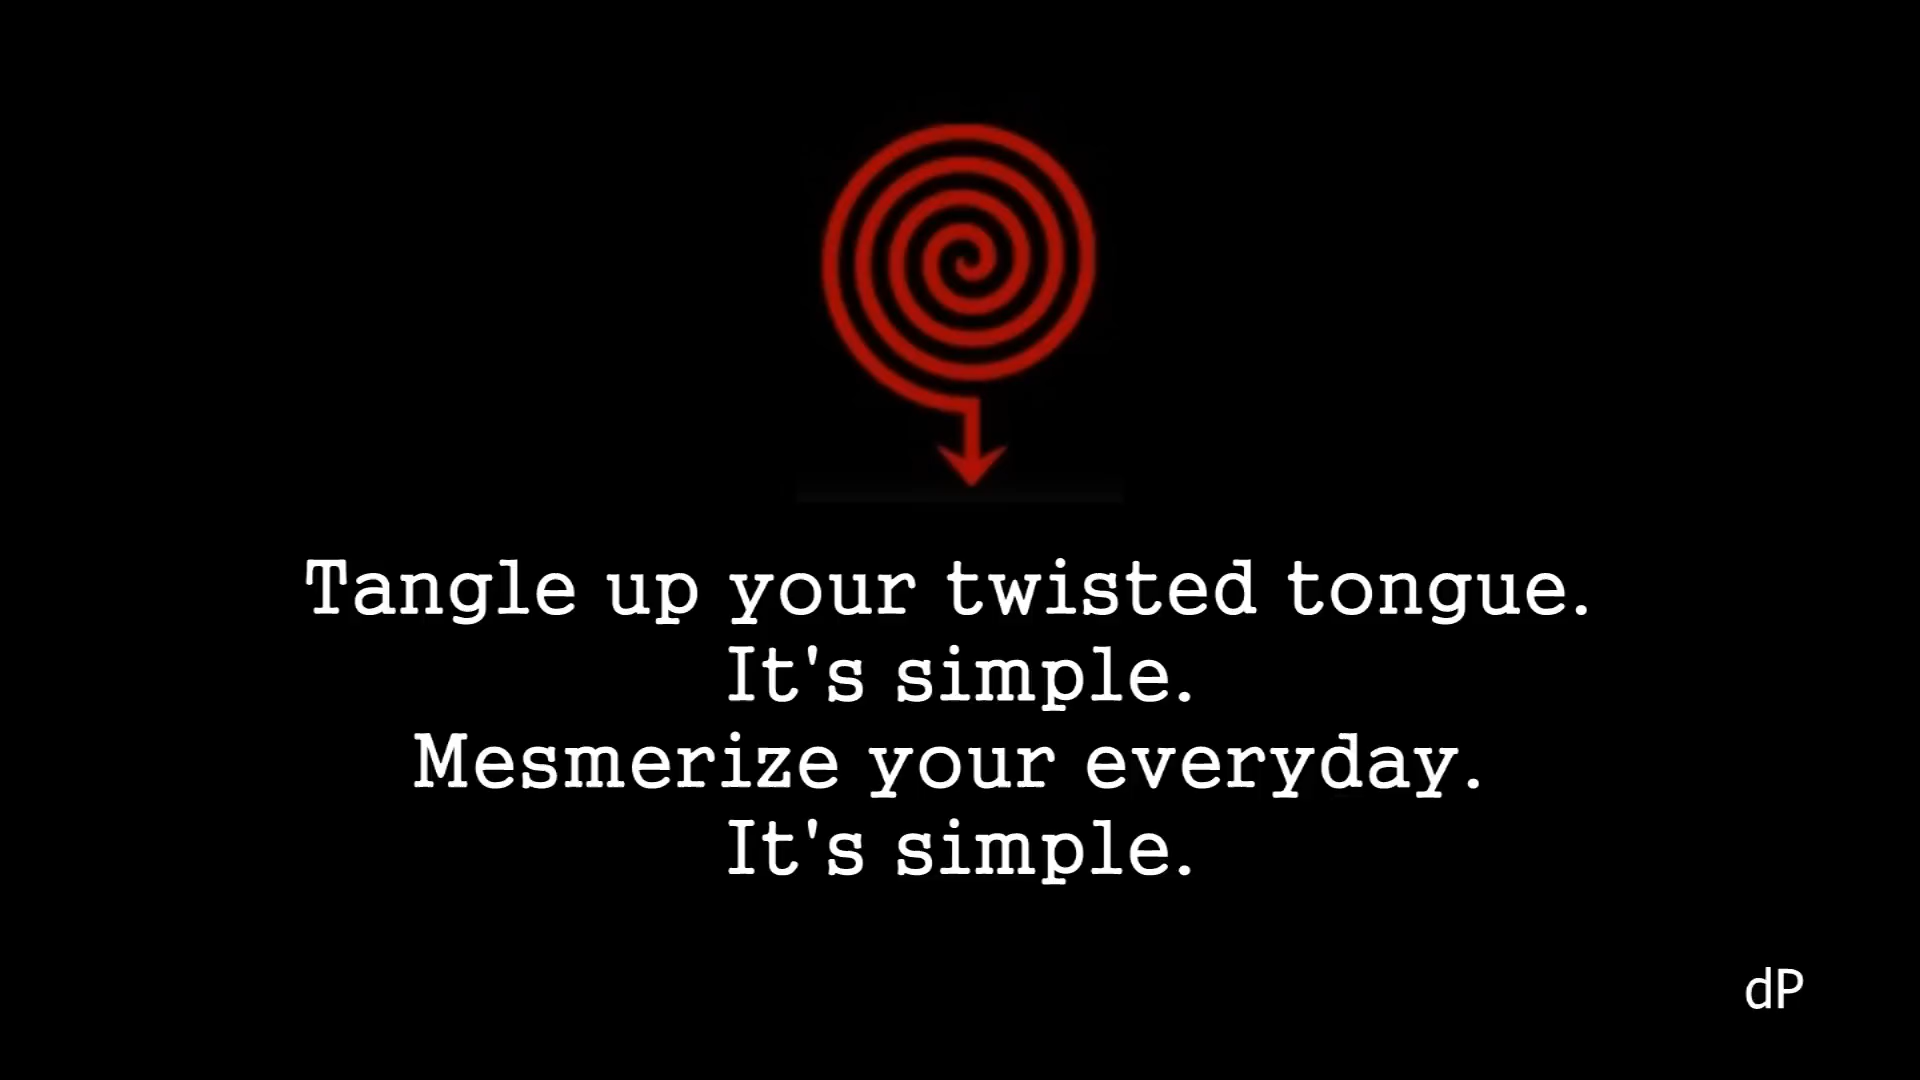 Tangle up your twisted tongue.
It's simple.
Mesmerize your everyday.
It's simple.
dP